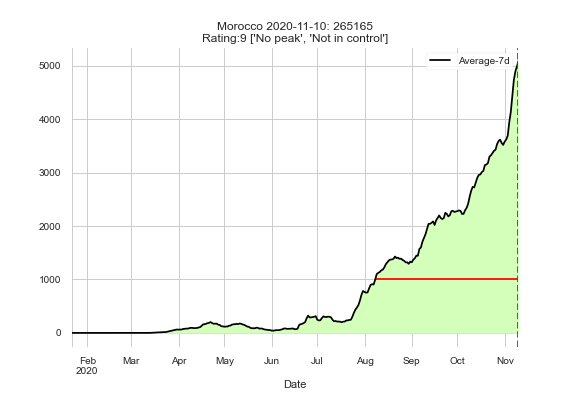 Morocco 2020-11-10: 265165
Rating:9 ['No peak', 'Not in control']
Average-7d
5000
4000
3000
2000
1000
0
Feb Mar Apr May Jun Jul Aug Sep Oct Nov
2020
Date